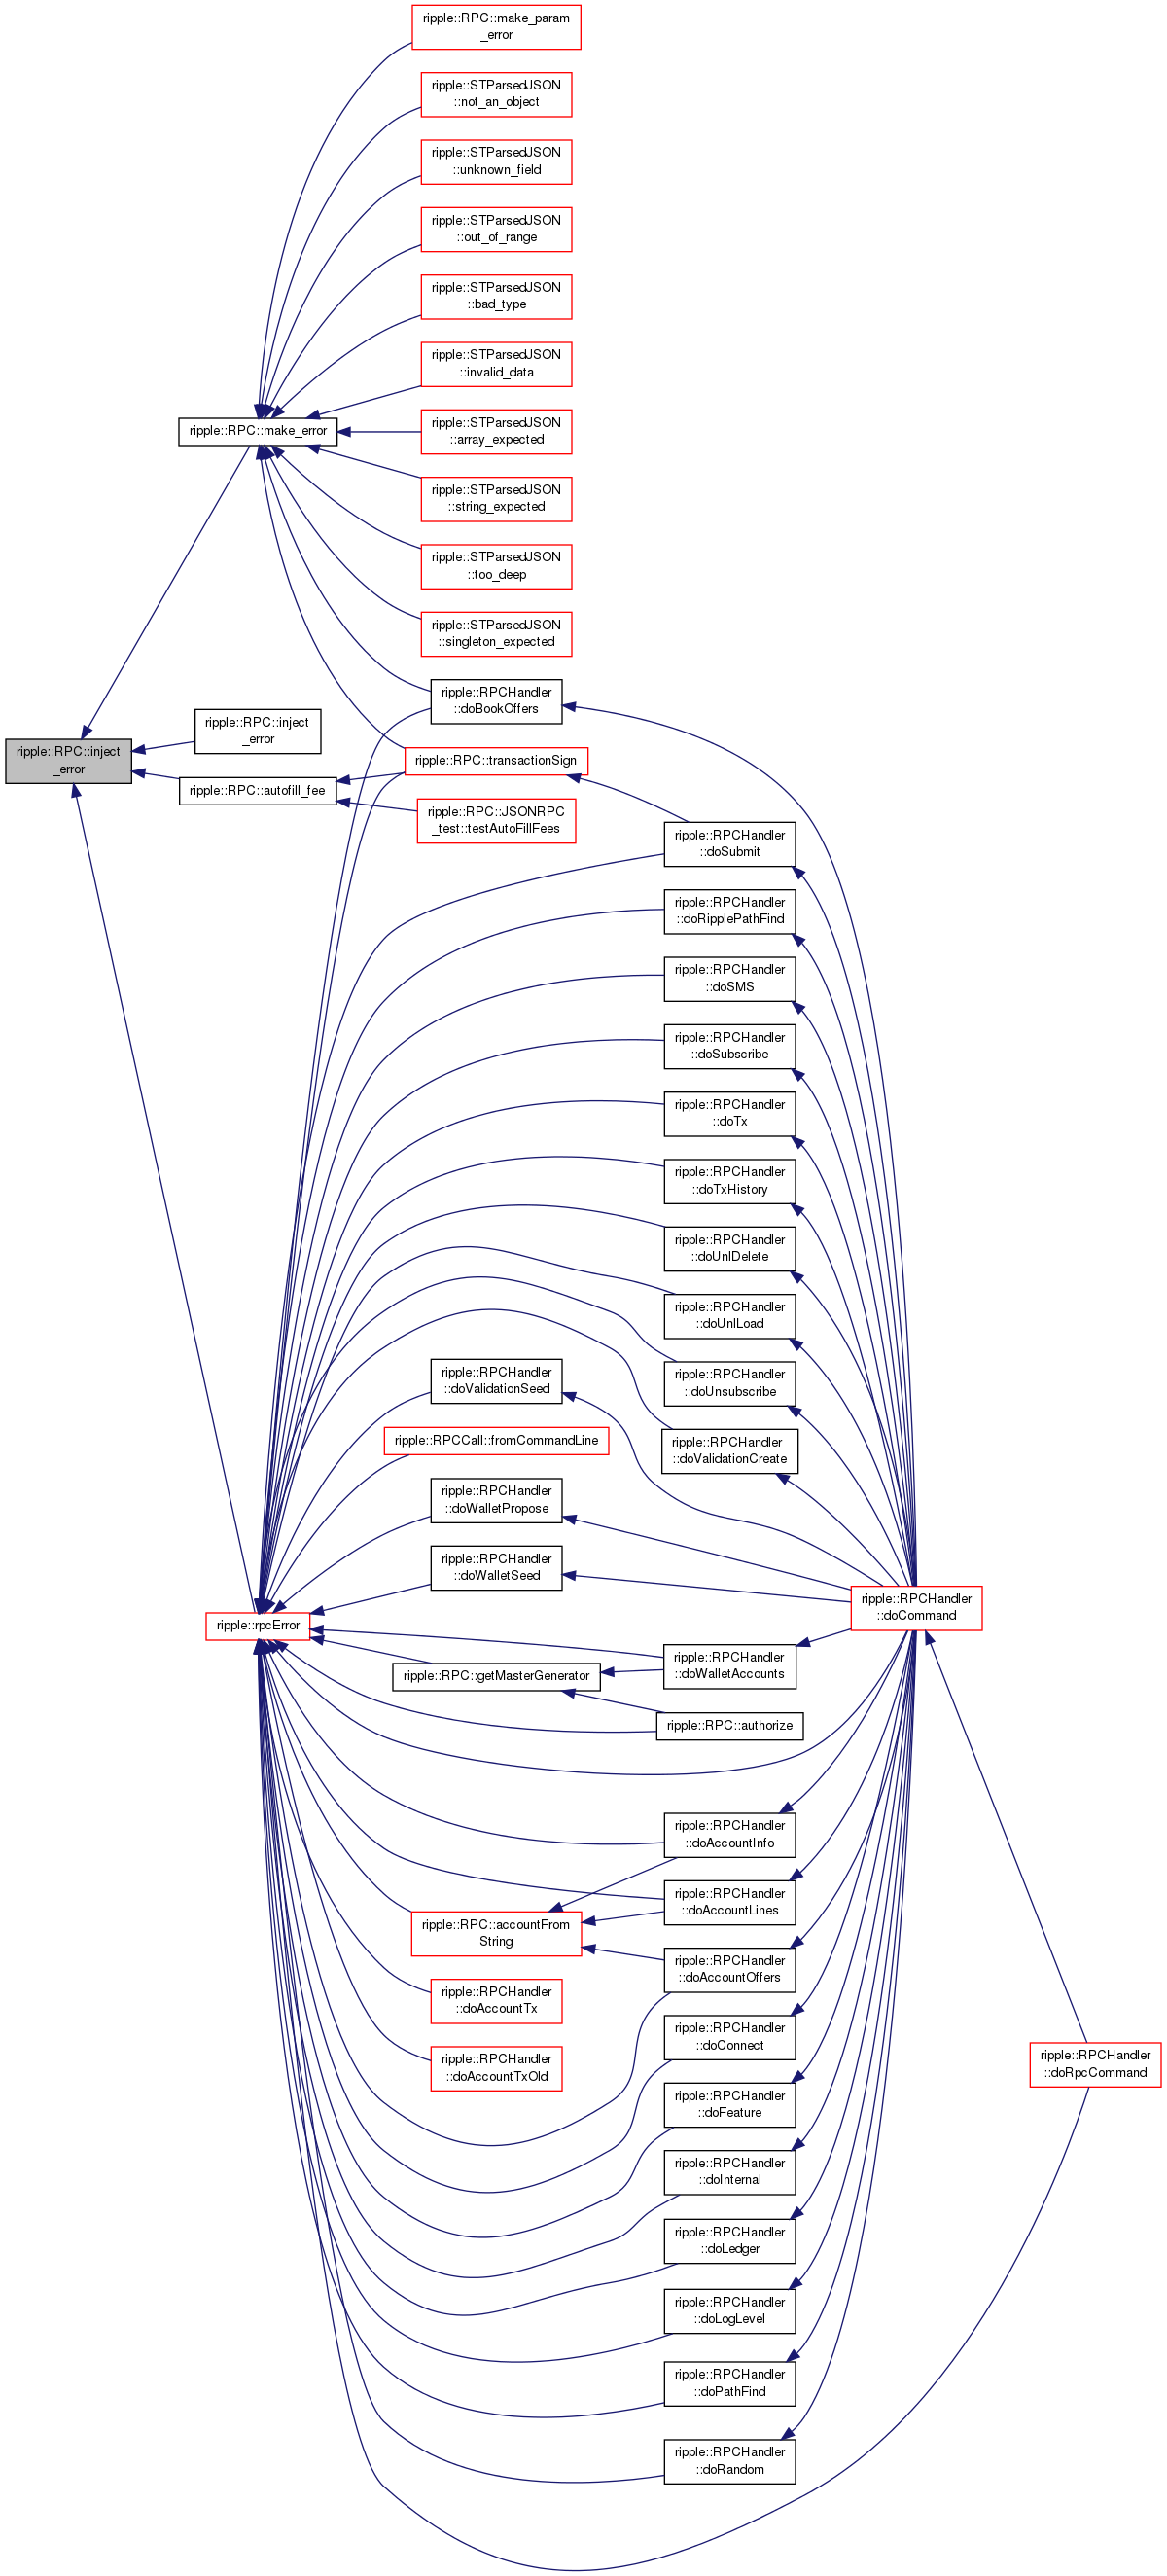 ripple::RPC::make_param
_error
ripple::STParsedJSON
::not_an_object
ripple::STParsedJSON
::unknown_field
ripple::STParsedJSON
::out_of_range
ripple::STParsedJSON
::bad_type
ripple::STParsedJSON
::invalid_data
ripple::RPC::make_error
ripple::STParsedJSON
::array_expected
ripple::STParsedJSON
::string_expected
ripple::STParsedJSON
::too_deep
ripple::STParsedJSON
::singleton_expected
ripple::RPCHandler
::doBookOffers
ripple::RPC::inject
_error
ripple::RPC::inject
_error
ripple::RPC::transactionSign
ripple::RPC::autofill_fee
ripple::RPC::JSONRPC
_test::testAutoFillFees
ripple::RPCHandler
::doSubmit
ripple::RPCHandler
::doRipplePathFind
ripple::RPCHandler
::doSMS
ripple::RPCHandler
::doSubscribe
ripple::RPCHandler
::doTx
ripple::RPCHandler
::doTxHistory
ripple::RPCHandler
::doUnlDelete
ripple::RPCHandler
::doUnlLoad
ripple::RPCHandler
::doUnsubscribe
ripple::RPCHandler
::doValidationSeed
ripple::RPCHandler
::doValidationCreate
ripple::RPCCall::fromCommandLine
ripple::RPCHandler
::doWalletPropose
ripple::RPCHandler
::doWalletSeed
ripple::RPCHandler
::doCommand
ripple::rpcError
ripple::RPC::getMasterGenerator
ripple::RPCHandler
::doWalletAccounts
ripple::RPC::authorize
ripple::RPCHandler
::doAccountInfo
ripple::RPCHandler
::doAccountLines
ripple::RPC::accountFrom
String
ripple::RPCHandler
::doAccountOffers
ripple::RPCHandler
::doAccountTx
ripple::RPCHandler
::doConnect
ripple::RPCHandler
::doAccountTxOld
ripple::RPCHandler
::doRpcCommand
ripple::RPCHandler
::doFeature
ripple::RPCHandler
::doInternal
ripple::RPCHandler
::doLedger
ripple::RPCHandler
::doLogLevel
ripple::RPCHandler
::doPathFind
ripple::RPCHandler
::doRandom